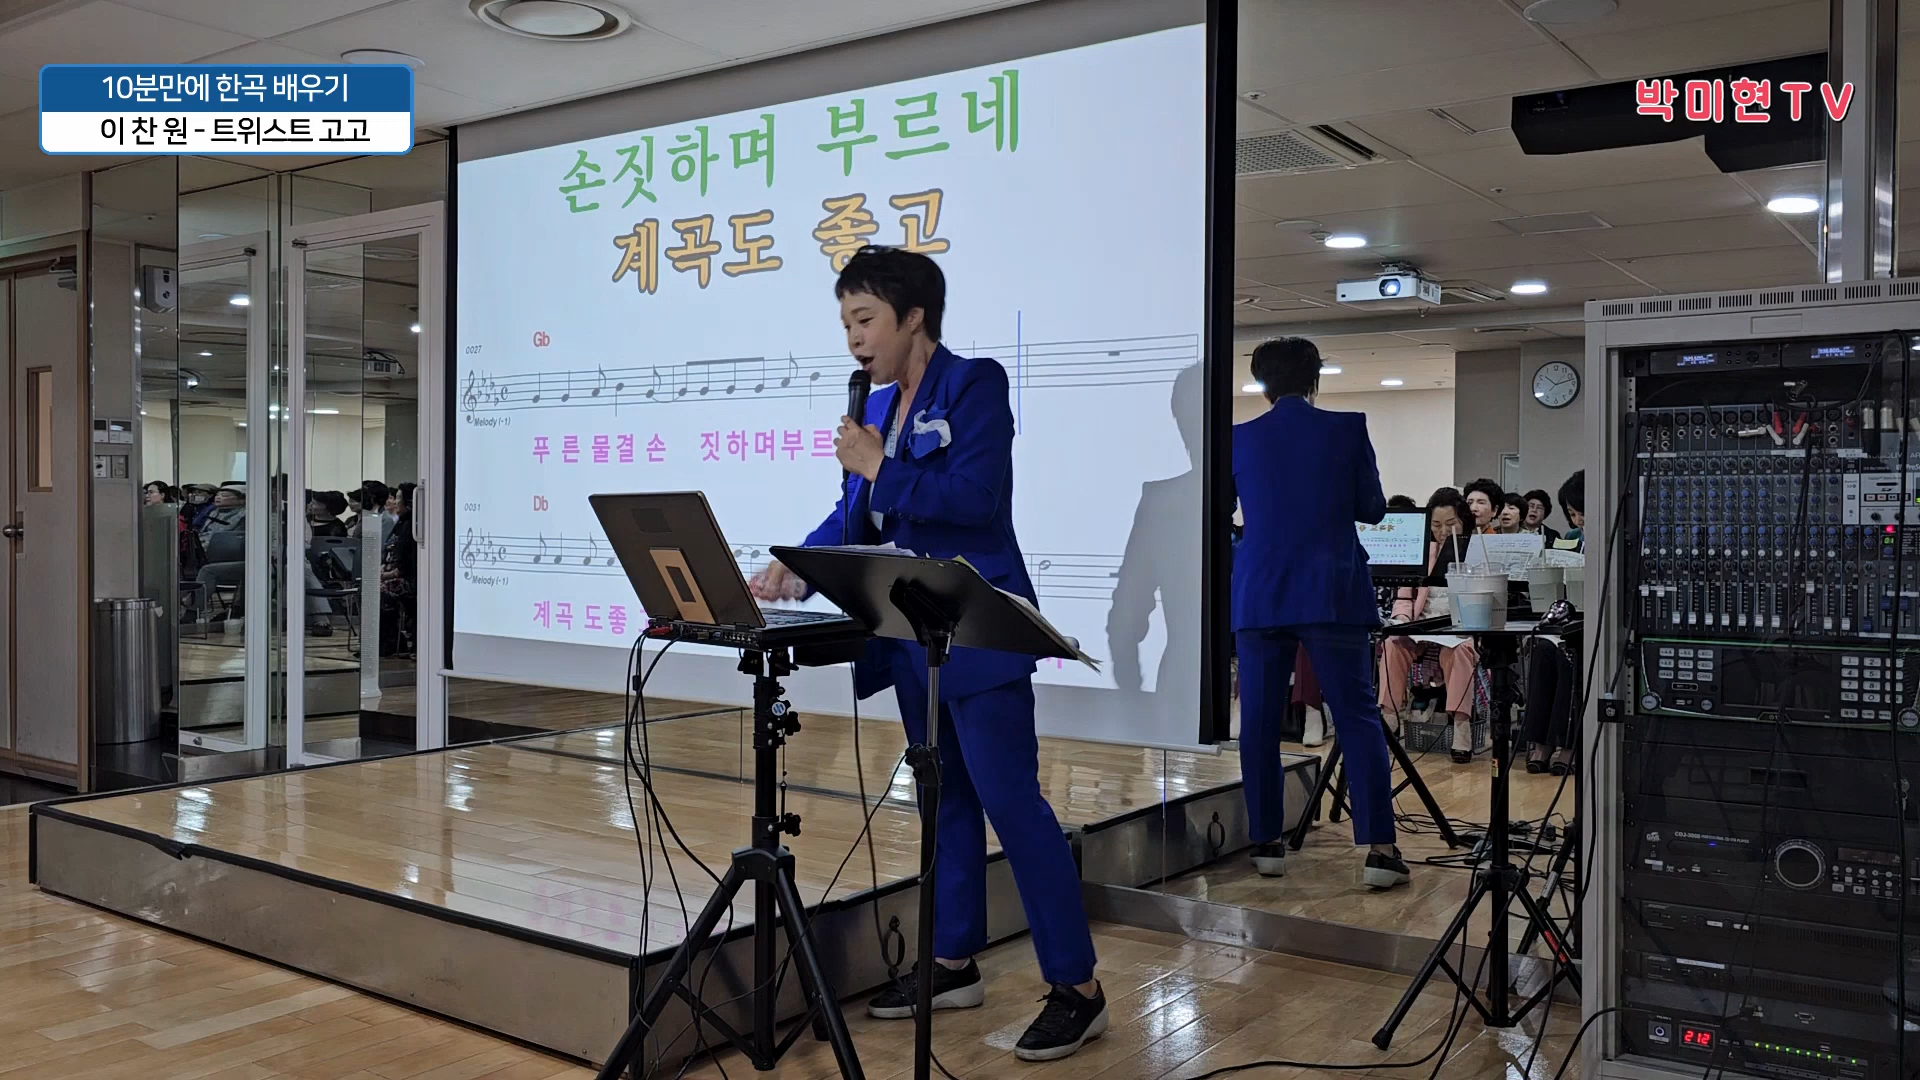 10분만에 한곡 배우기
이 찬 원 - 트위스트 고고
박미현TV
손짓하며 부르네
계곡도 좋고
0027
Gb
Melody (-1)
푸 른 물결 손 짓하며부르
0031
Db
Melody (-1)
계곡 도좋
212